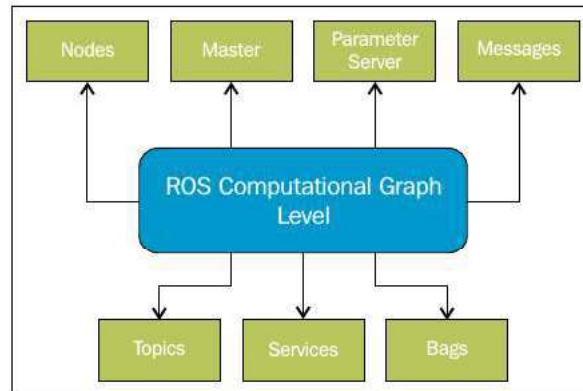 Nodes
Master
Parameter
Server
Messages
ROS Computational Graph
Level
Topics
Services
Bags